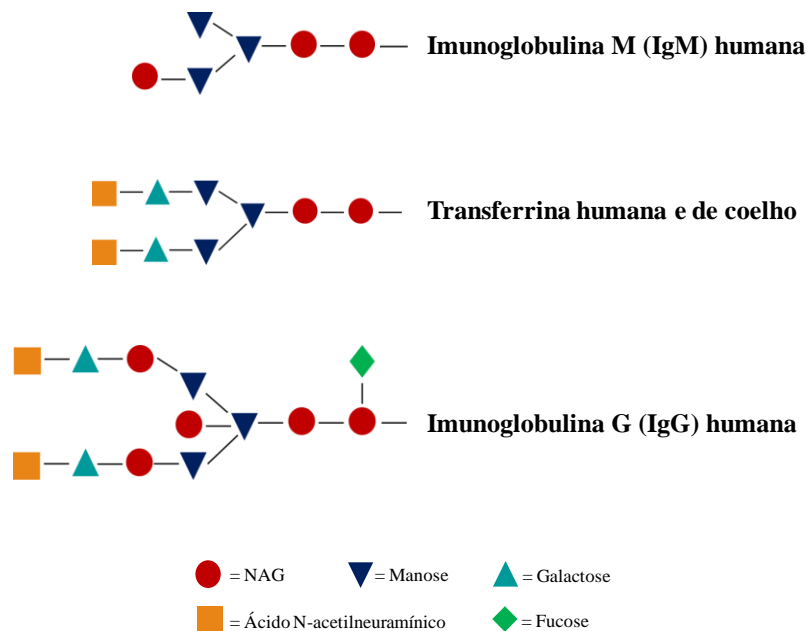 Imunoglobulina M (IgM) humana
Transferrina humana e de coelho
Imunoglobulina G (IgG) humana
= NAG
= Manose
= Galactose
= Ácido N-acetilneuramínico
= Fucose